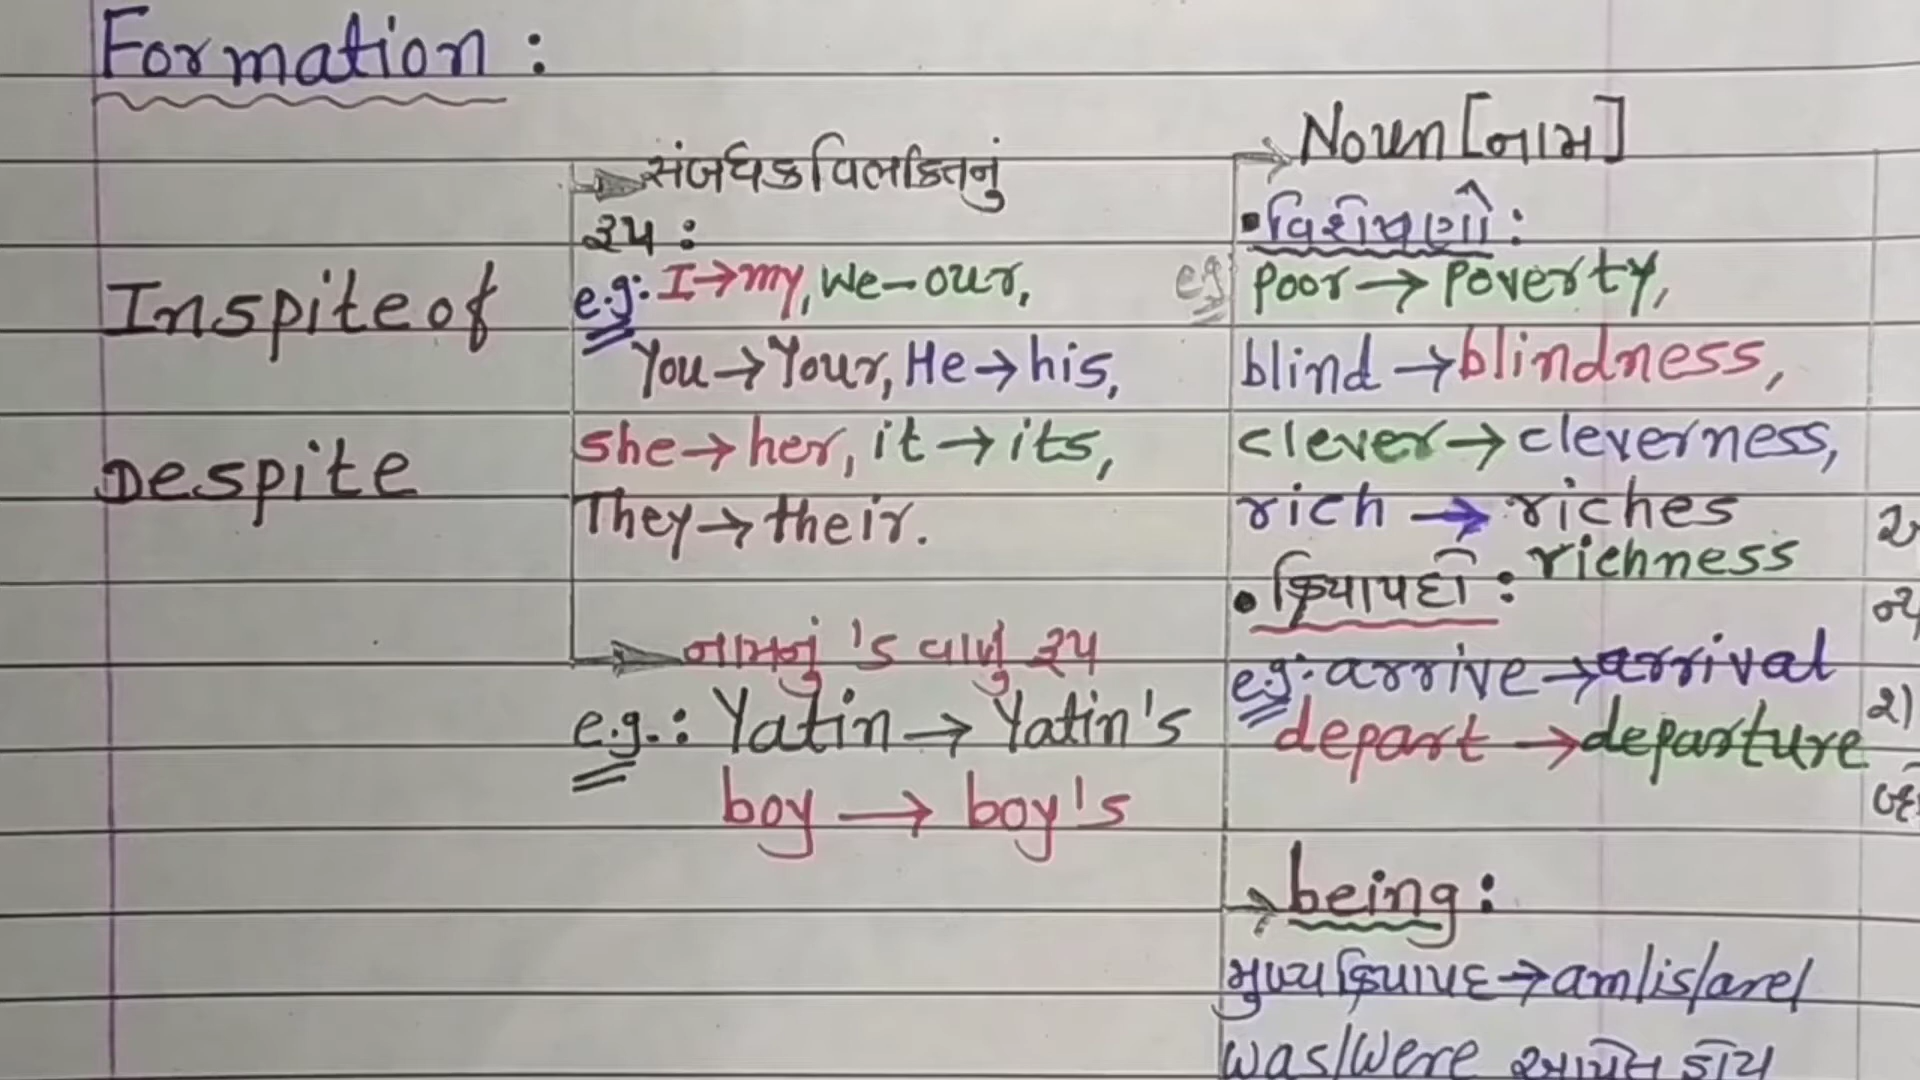 Formation :
Inspite of
Despite
સંબંધક વિભક્તિનું
રૂપ :
e.g: I→my, We-our,
You→Your, He→his,
She→her, it→its,
They→their.
નામનું 's વાળું રૂપ
e.g.: Yatin→Yatin's
boy → boy's
Noun [નામ]
• વિશેષણો :
eg poor→poverty,
blind→blindness,
clever→cleverness,
rich → riches
richness
• ક્રિયાપદો :
e.g: arrive→arrival
depart→departure
being :
મુખ્ય ક્રિયાપદ→am/is/are/
was/were આપેલ હોય